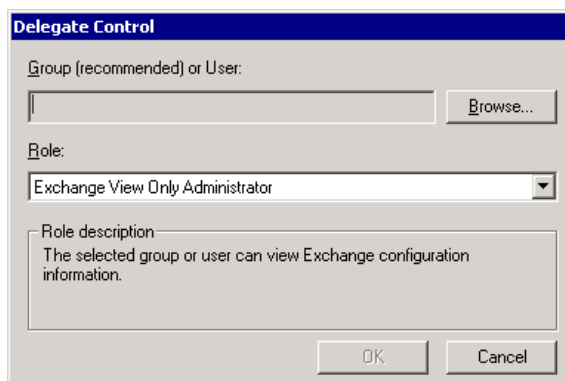 Delegate Control
Group (recommended) or User:
Browse...
Role:
Exchange View Only Administrator
Role description
The selected group or user can view Exchange configuration
information.
OK
Cancel